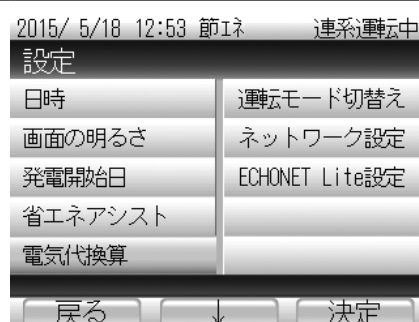 2015/ 5/18 12:53 節エネ 連系運転中
設定
日時
画面の明るさ
発電開始日
省エネアシスト
電気代換算
運転モード切替え
ネットワーク設定
ECHONET Lite設定
戻る ↓ 決定